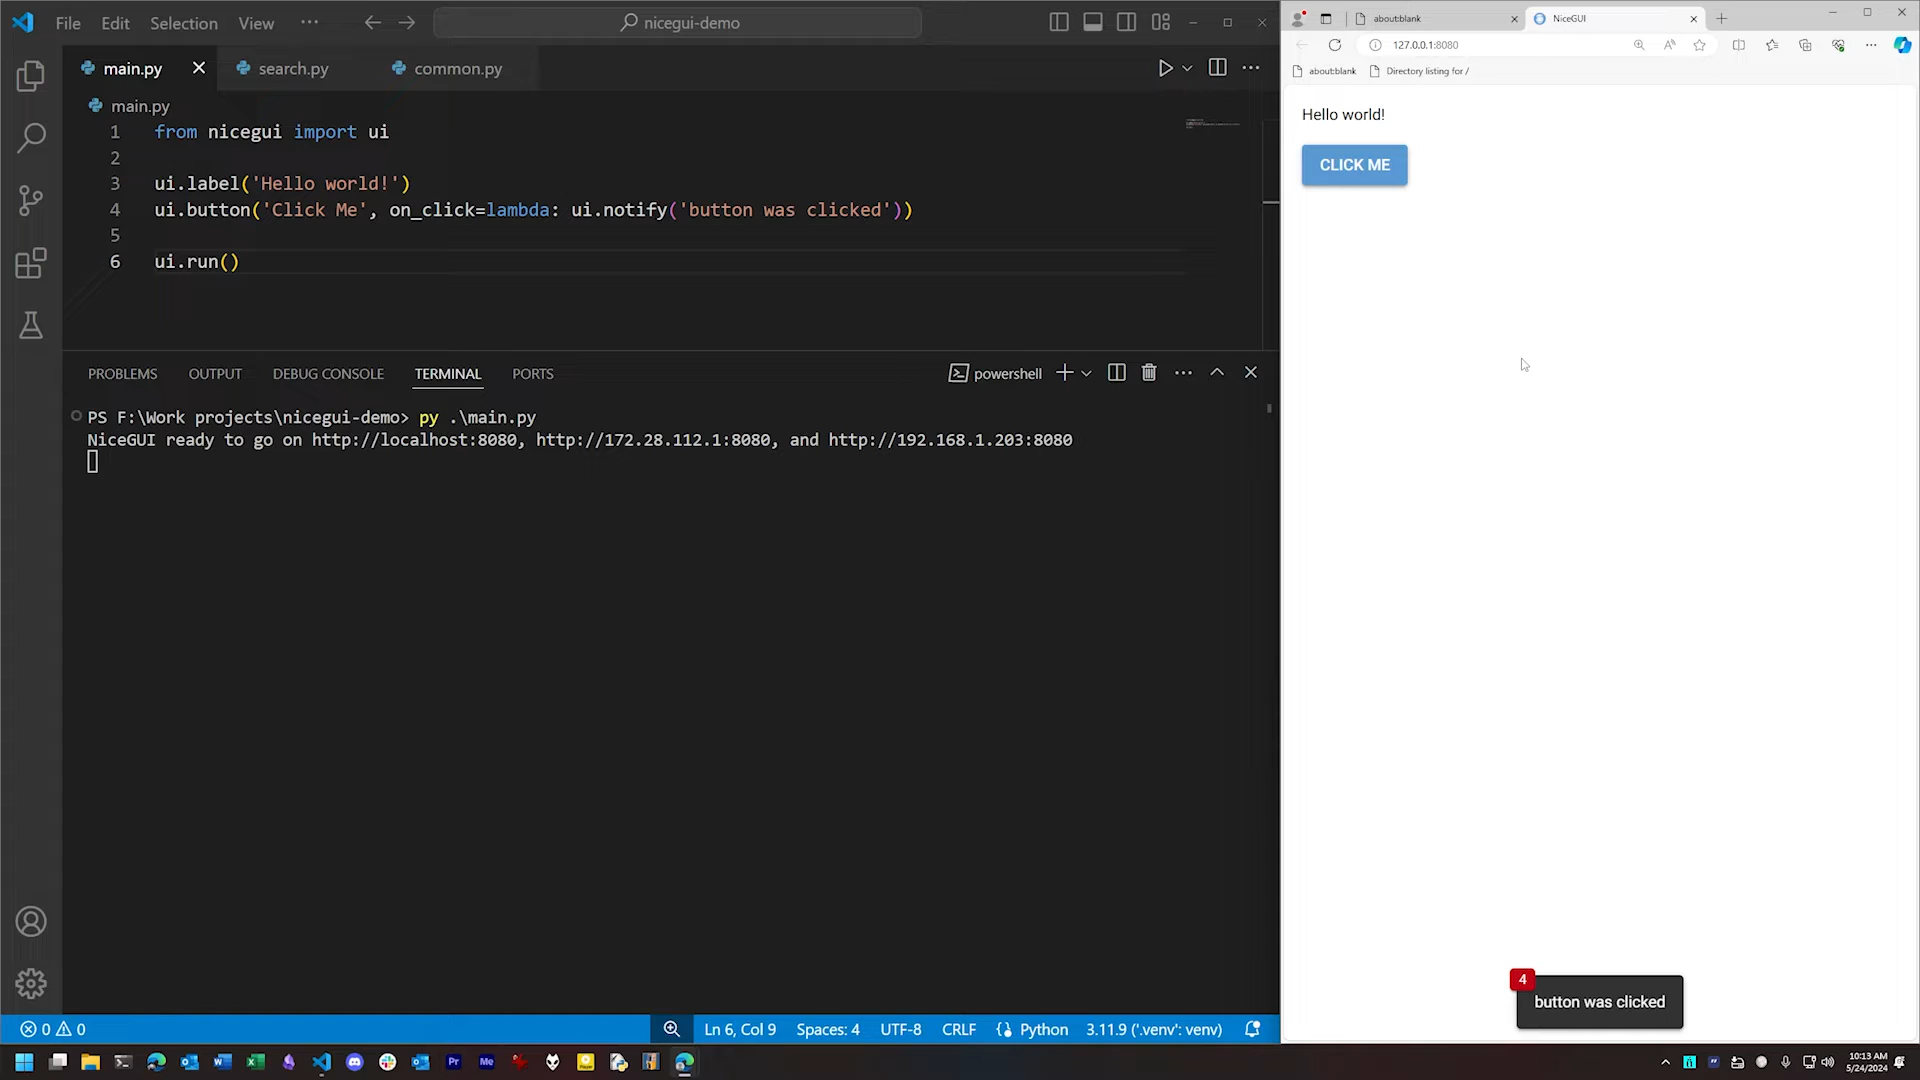 File Edit Selection View ···
nicegui-demo
main.py
search.py
common.py
main.py
1 from nicegui import ui
2
3 ui.label('Hello world!')
4 ui.button('Click Me', on_click=lambda: ui.notify('button was clicked'))
5
6 ui.run()
PROBLEMS OUTPUT DEBUG CONSOLE TERMINAL PORTS
powershell
PS F:\Work projects\nicegui-demo> py .\main.py
NiceGUI ready to go on http://localhost:8080, http://172.28.112.1:8080, and http://192.168.1.203:8080
0 0
Ln 6, Col 9 Spaces: 4 UTF-8 CRLF Python 3.11.9 ('.venv': venv)
about:blank
NiceGUI
127.0.0.1:8080
about:blank
Directory listing for /
Hello world!
CLICK ME
4
button was clicked
10:13 AM
5/24/2024